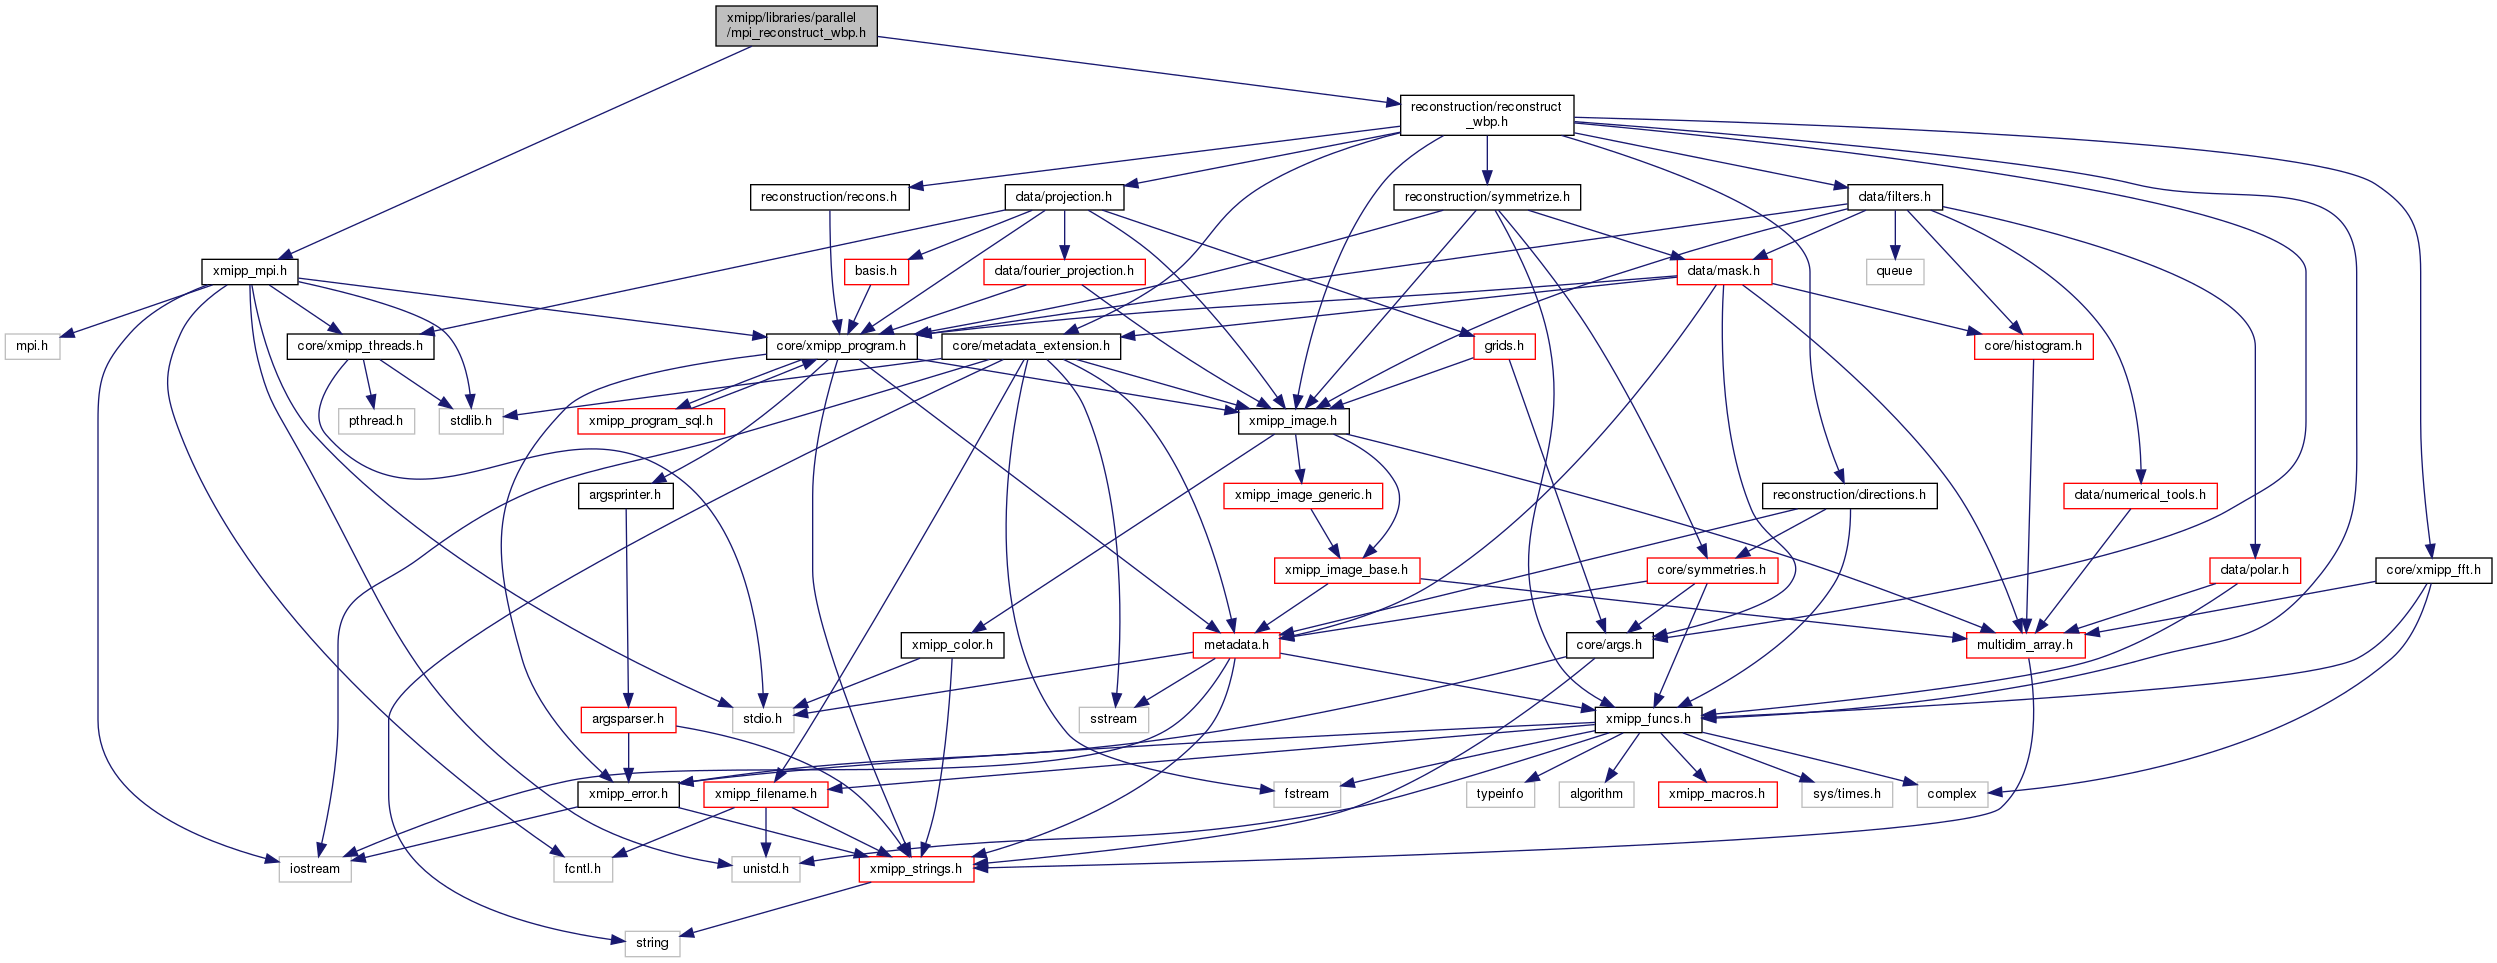 xmipp/libraries/parallel
/mpi_reconstruct_wbp.h
reconstruction/reconstruct
_wbp.h
reconstruction/recons.h
data/projection.h
reconstruction/symmetrize.h
data/filters.h
xmipp_mpi.h
basis.h
data/fourier_projection.h
data/mask.h
queue
mpi.h
core/xmipp_threads.h
core/xmipp_program.h
core/metadata_extension.h
grids.h
core/histogram.h
pthread.h
stdlib.h
xmipp_program_sql.h
xmipp_image.h
argsprinter.h
xmipp_image_generic.h
reconstruction/directions.h
data/numerical_tools.h
xmipp_image_base.h
core/symmetries.h
data/polar.h
core/xmipp_fft.h
xmipp_color.h
metadata.h
core/args.h
multidim_array.h
argsparser.h
stdio.h
sstream
xmipp_funcs.h
xmipp_error.h
xmipp_filename.h
fstream
typeinfo
algorithm
xmipp_macros.h
sys/times.h
complex
iostream
fcntl.h
unistd.h
xmipp_strings.h
string